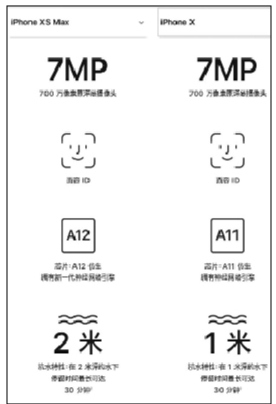 iPhone XS Max
iPhone X
7MP
7MP
700 万像素原深感摄像头
700 万像素原深感摄像头
面容 ID
面容 ID
A12
A11
芯片：A12 仿生
芯片：A11 仿生
拥有新一代神经网络引擎
拥有神经网络引擎
2 米
1 米
抗水特性：在 2 米深的水下
抗水特性：在 1 米深的水下
停留时间最长可达
停留时间最长可达
30 分钟
30 分钟